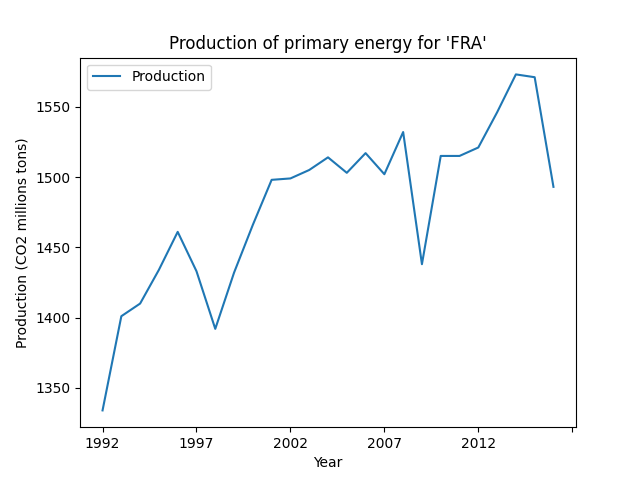 Production of primary energy for 'FRA'
Production
Production (CO2 millions tons)
1550
1500
1450
1400
1350
1992 1997 2002 2007 2012
Year